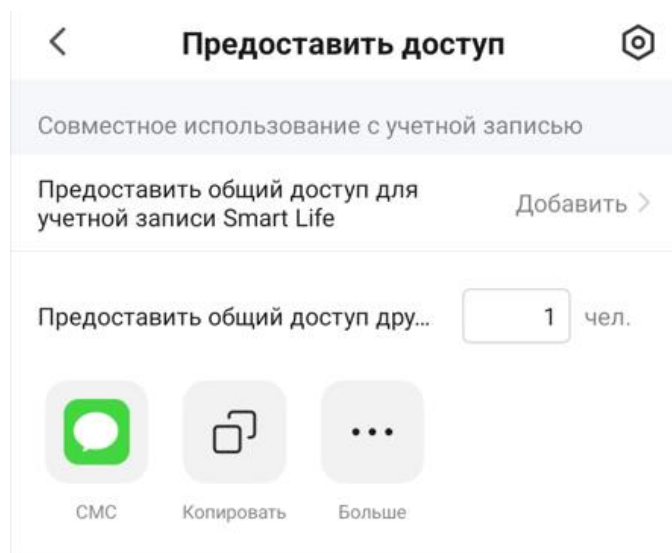 Предоставить доступ
Совместное использование с учетной записью
Предоставить общий доступ для
учетной записи Smart Life
Добавить
Предоставить общий доступ дру... 1 чел.
СМС Копировать Больше